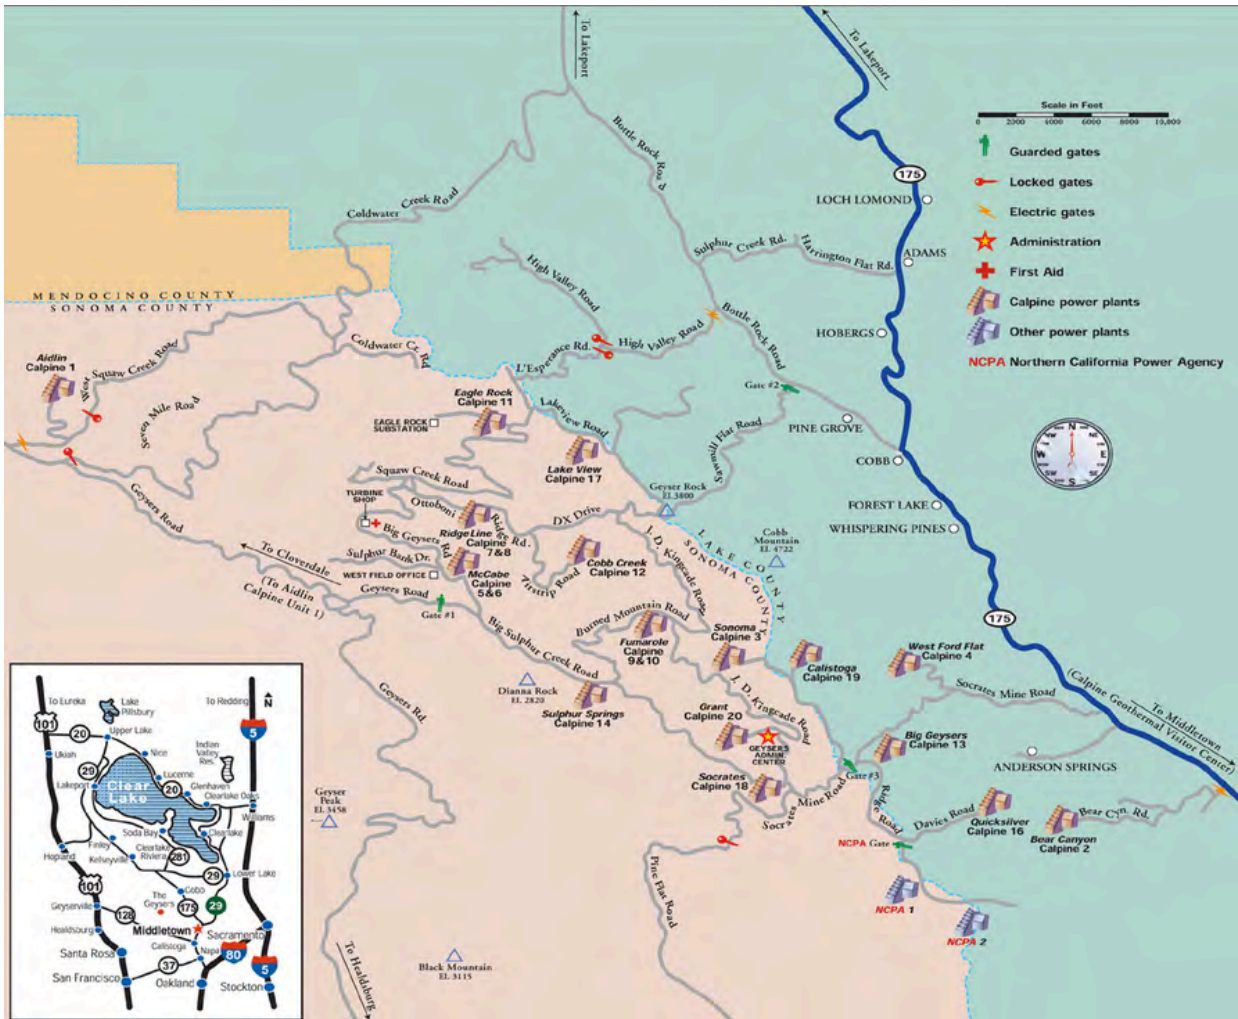 To Lakeport
To Lakeport
Scale in Feet
0 2000 4000 6000 8000 10,000
Guarded gates
Locked gates
Electric gates
Administration
First Aid
Calpine power plants
Other power plants
NCPA Northern California Power Agency
Bottle Rock Road
175
LOCH LOMOND
Coldwater Creek Road
Sulphur Creek Rd.
Harrington Flat Rd.
ADAMS
High Valley Road
MENDOCINO COUNTY
SONOMA COUNTY
HOBERGS
Bottle Rock Road
High Valley Road
L'Esperance Rd.
Coldwater Cr. Rd
West Squaw Creek Road
Aidlin
Calpine 1
Seven Mile Road
Eagle Rock
Calpine 11
EAGLE ROCK
SUBSTATION
Lakeview Road
Gate #2
PINE GROVE
Sawmill Flat Road
COBB
Lake View
Calpine 17
Squaw Creek Road
Geyser Rock
El. 3800
N
NE
E
SE
S
SW
W
NW
FOREST LAKE
WHISPERING PINES
TURBINE
SHOP
Ottoboni Ridge Rd.
DX Drive
Geysers Road
Big Geysers Rd
RidgeLine
Calpine
7&8
Sulphur Bank Dr.
Cobb Creek
Calpine 12
J. D. Kingcade Road
LAKE COUNTY
SONOMA COUNTY
Cobb
Mountain
El. 4722
To Cloverdale
(To Aidlin
Calpine Unit 1)
WEST FIELD OFFICE
McCabe
Calpine
5&6
Airstrip Road
Geysers Road
Gate #1
Burned Mountain Road
Fumarole
Calpine
9&10
Sonoma
Calpine 3
175
Big Sulphur Creek Road
Calistoga
Calpine 19
West Ford Flat
Calpine 4
(Calpine Geothermal Visitor Center)
To Middletown
Socrates Mine Road
Dianna Rock
El. 2820
Sulphur Springs
Calpine 14
Geysers Rd.
J. D. Kingcade Road
Grant
Calpine 20
GEYSERS
ADMIN
CENTER
Big Geysers
Calpine 13
ANDERSON SPRINGS
Gate #3
Socrates
Calpine 18
Socrates Mine Road
Ridge Road
Davies Road
Quicksilver
Calpine 16
Bear Cyn. Rd.
Bear Canyon
Calpine 2
Geyser
Peak
El. 3458
NCPA Gate
Pine Flat Road
NCPA 1
NCPA 2
Black Mountain
El. 3115
To Healdsburg
To Eureka
Lake
Pillsbury
To Redding
N
101
20
Upper Lake
5
Ukiah
Nice
Indian
Valley
Res.
29
Lucerne
Lakeport
20
Glenhaven
Clear
Lake
Clearlake Oaks
Williams
Soda Bay
Clearlake
Finley
Clearlake
Riviera
281
Hopland
Kelseyville
29
Lower Lake
101
Cobb
The
Geysers
175
29
Geyserville
128
Middletown
Healdsburg
Sacramento
Calistoga
Santa Rosa
Napa
80
37
5
San Francisco
Oakland
Stockton